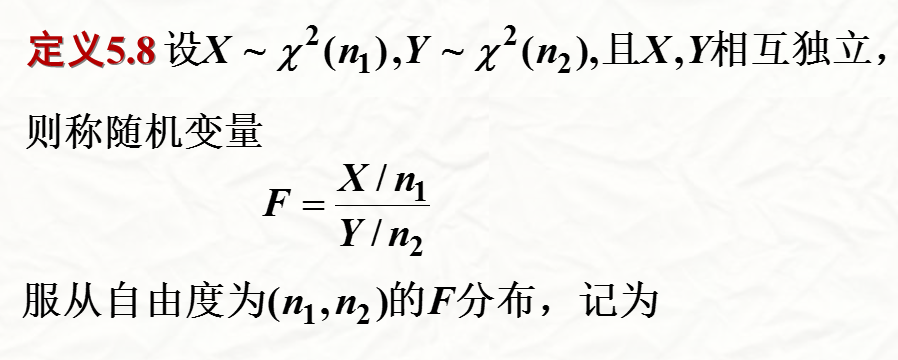 定义5.8 设X ~ χ²(n₁),Y ~ χ²(n₂),且X,Y相互独立，
则称随机变量
F = (X / n₁) / (Y / n₂)
服从自由度为(n₁,n₂)的F分布，记为